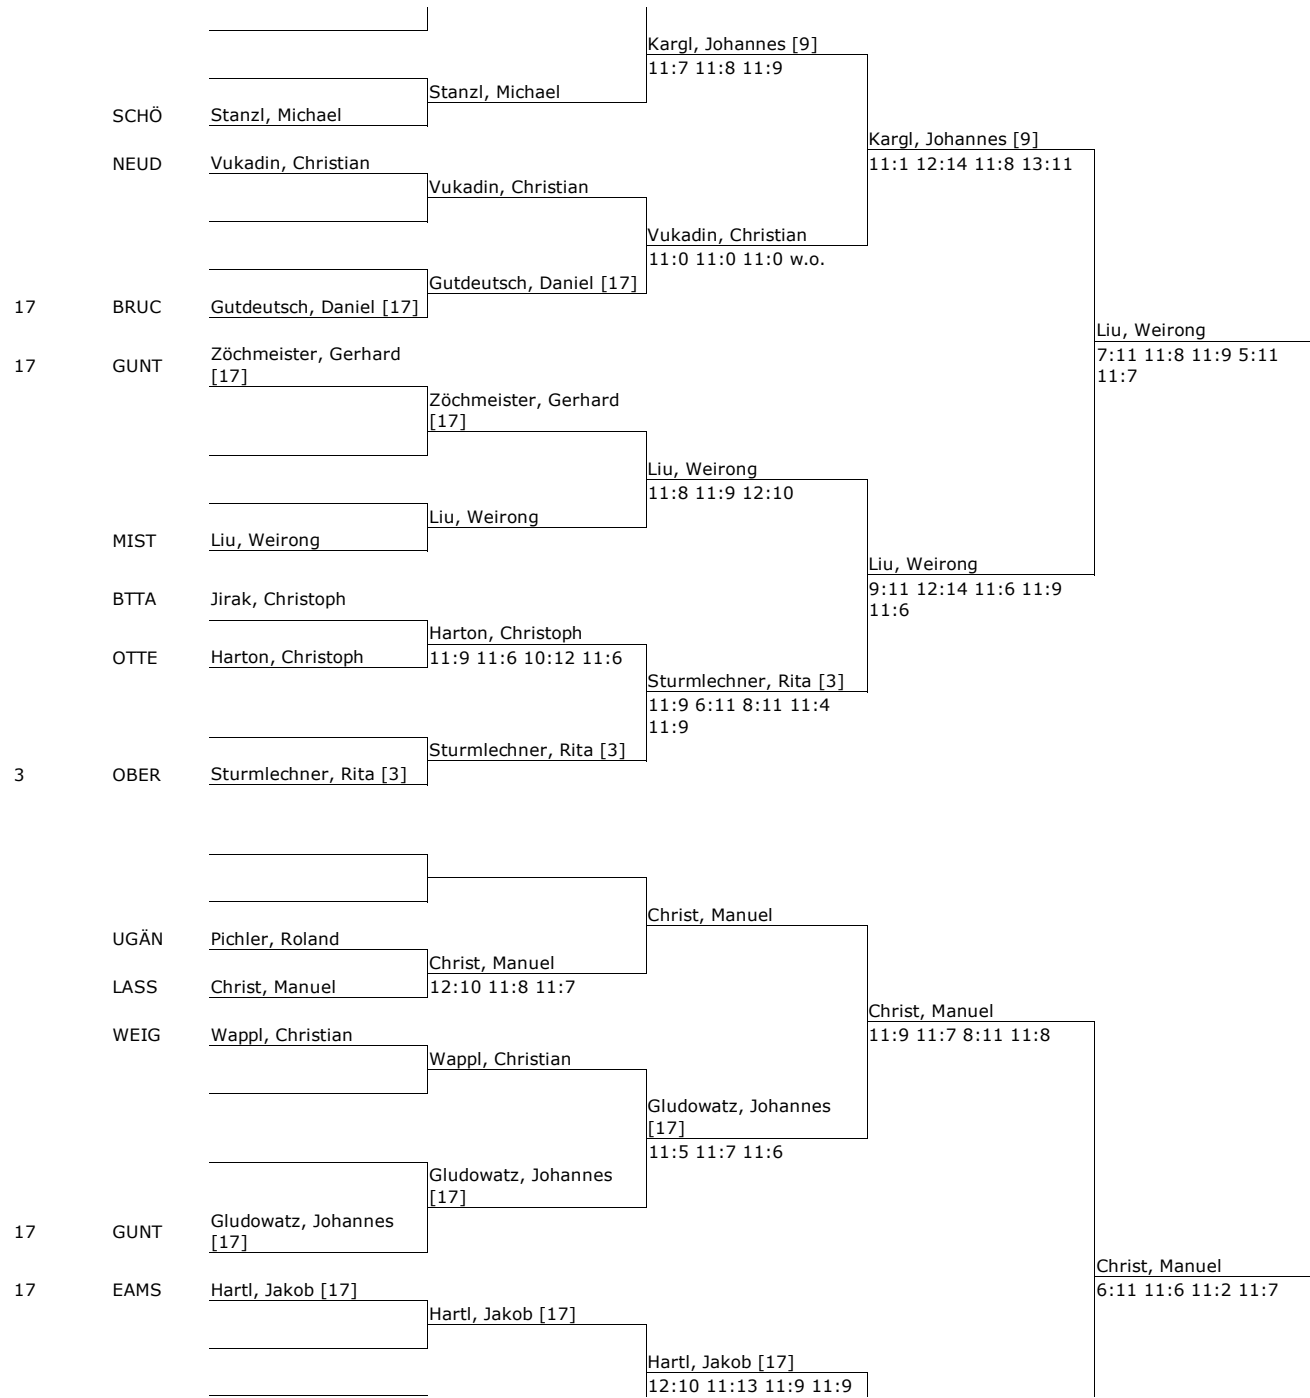 Kargl, Johannes [9]
11:7 11:8 11:9
Stanzl, Michael
SCHÖ Stanzl, Michael
Kargl, Johannes [9]
NEUD Vukadin, Christian 11:1 12:14 11:8 13:11
Vukadin, Christian
Vukadin, Christian
11:0 11:0 11:0 w.o.
Gutdeutsch, Daniel [17]
17 BRUC Gutdeutsch, Daniel [17]
Liu, Weirong
7:11 11:8 11:9 5:11
11:7
17 GUNT Zöchmeister, Gerhard
[17]
Zöchmeister, Gerhard
[17]
Liu, Weirong
11:8 11:9 12:10
Liu, Weirong
MIST Liu, Weirong
Liu, Weirong
9:11 12:14 11:6 11:9
11:6
BTTA Jirak, Christoph
Harton, Christoph
OTTE Harton, Christoph 11:9 11:6 10:12 11:6
Sturmlechner, Rita [3]
11:9 6:11 8:11 11:4
11:9
Sturmlechner, Rita [3]
3 OBER Sturmlechner, Rita [3]
Christ, Manuel
UGÄN Pichler, Roland
Christ, Manuel
LASS Christ, Manuel 12:10 11:8 11:7
Christ, Manuel
WEIG Wappl, Christian 11:9 11:7 8:11 11:8
Wappl, Christian
Gludowatz, Johannes
[17]
11:5 11:7 11:6
Gludowatz, Johannes
[17]
17 GUNT Gludowatz, Johannes
[17]
Christ, Manuel
17 EAMS Hartl, Jakob [17] 6:11 11:6 11:2 11:7
Hartl, Jakob [17]
Hartl, Jakob [17]
12:10 11:13 11:9 11:9